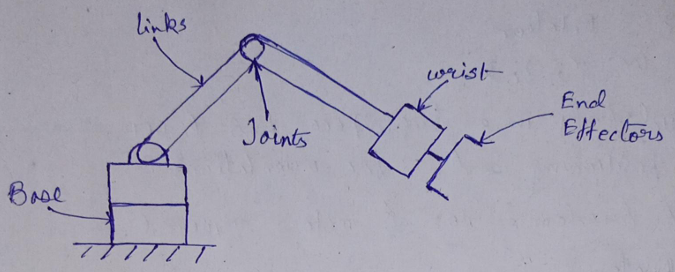 Links
wrist
End
Effectors
Joints
Base